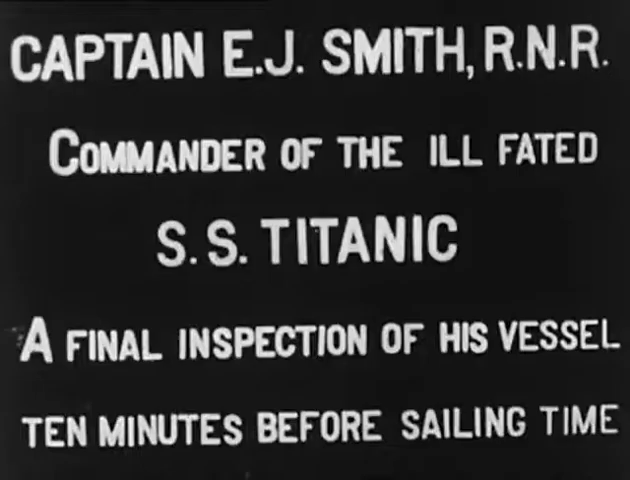 CAPTAIN E.J. SMITH, R.N.R.
COMMANDER OF THE ILL FATED
S.S. TITANIC
A FINAL INSPECTION OF HIS VESSEL
TEN MINUTES BEFORE SAILING TIME